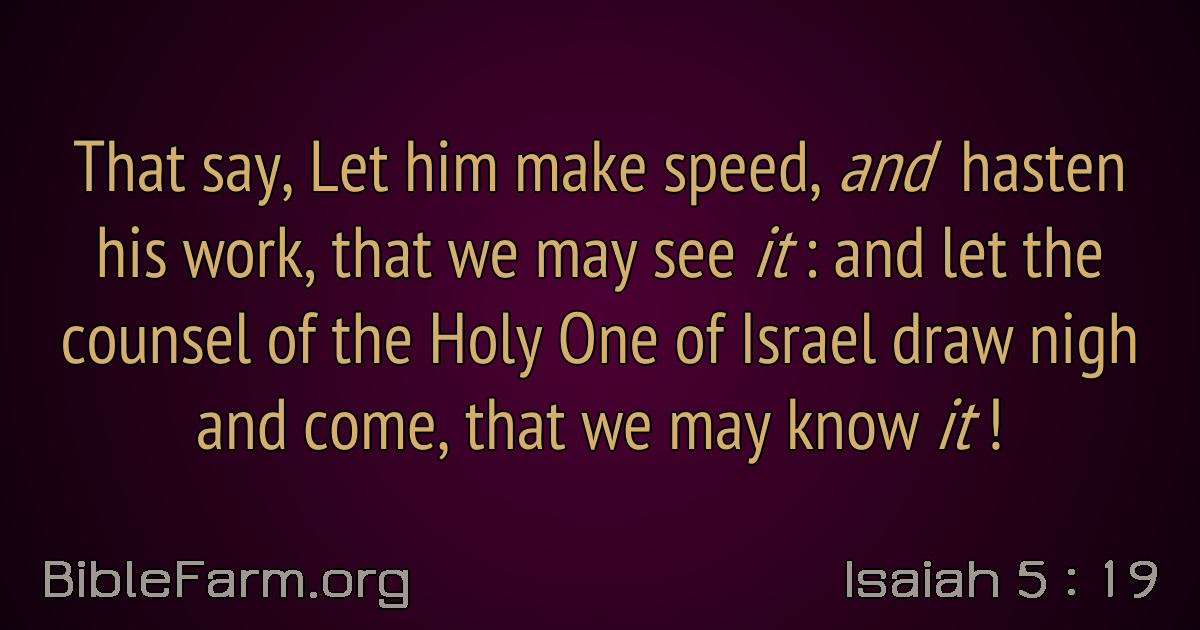 That say, Let him make speed, and hasten
his work, that we may see it : and let the
counsel of the Holy One of Israel draw nigh
and come, that we may know it !
BibleFarm.org
Isaiah 5 : 19